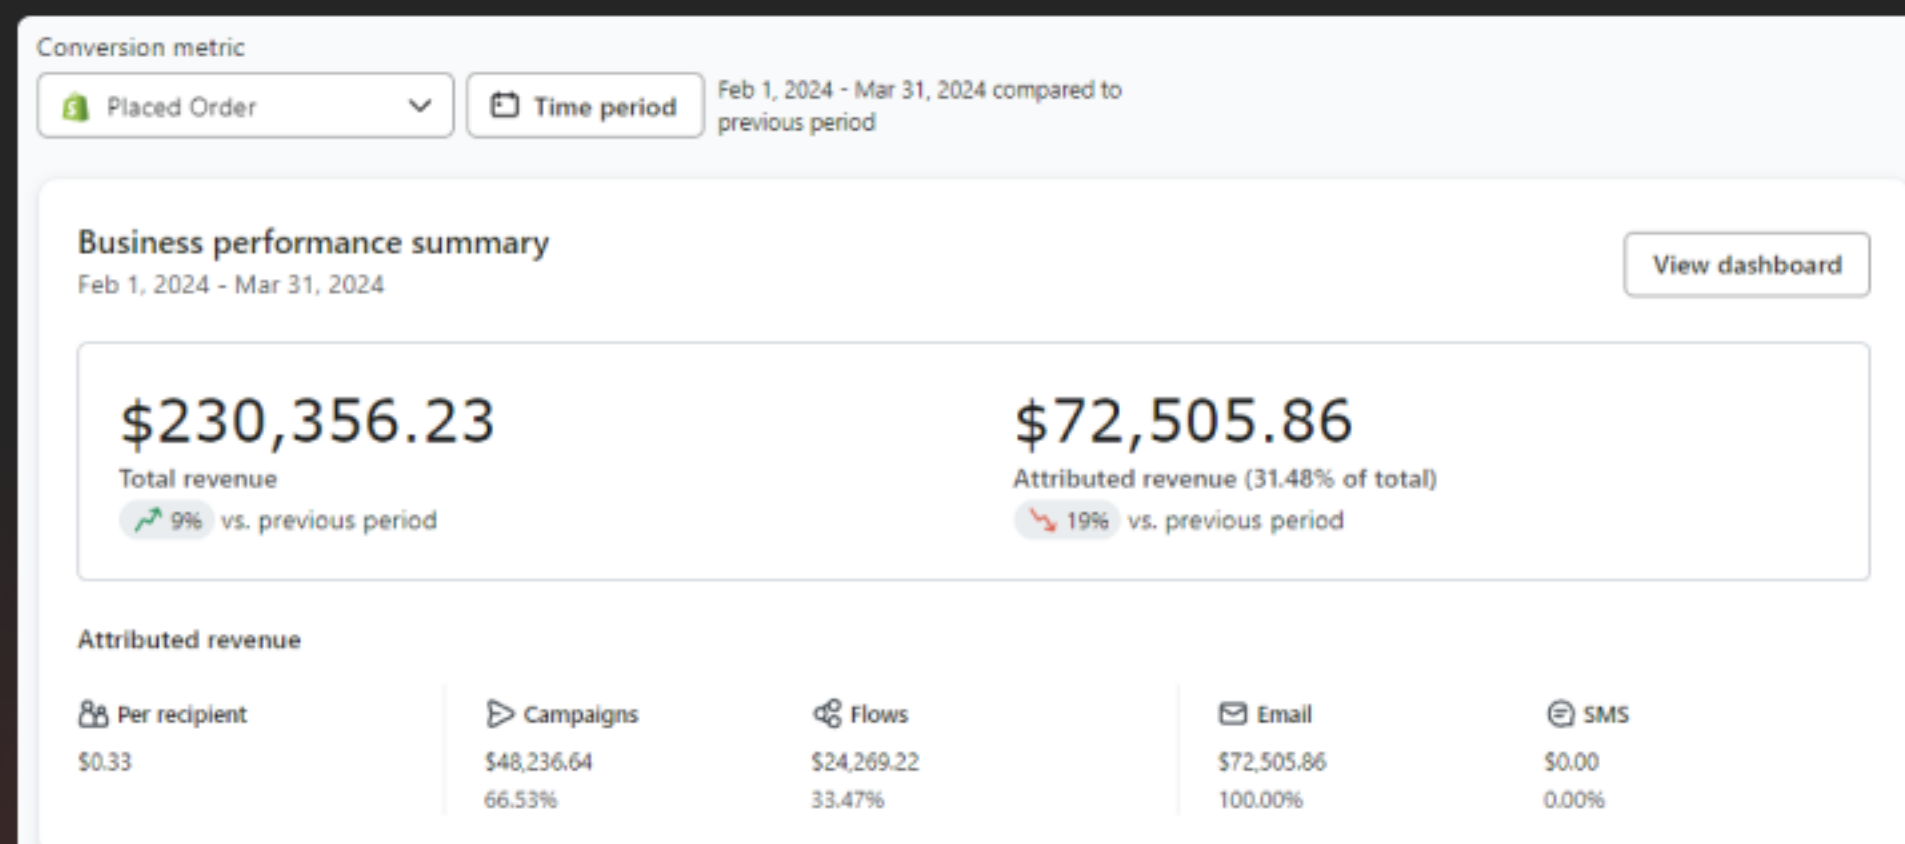 Conversion metric
Placed Order
Time period
Feb 1, 2024 - Mar 31, 2024 compared to
previous period
Business performance summary
Feb 1, 2024 - Mar 31, 2024
View dashboard
$230,356.23
Total revenue
9% vs. previous period
$72,505.86
Attributed revenue (31.48% of total)
19% vs. previous period
Attributed revenue
Per recipient
$0.33
Campaigns
$48,236.64
66.53%
Flows
$24,269.22
33.47%
Email
$72,505.86
100.00%
SMS
$0.00
0.00%